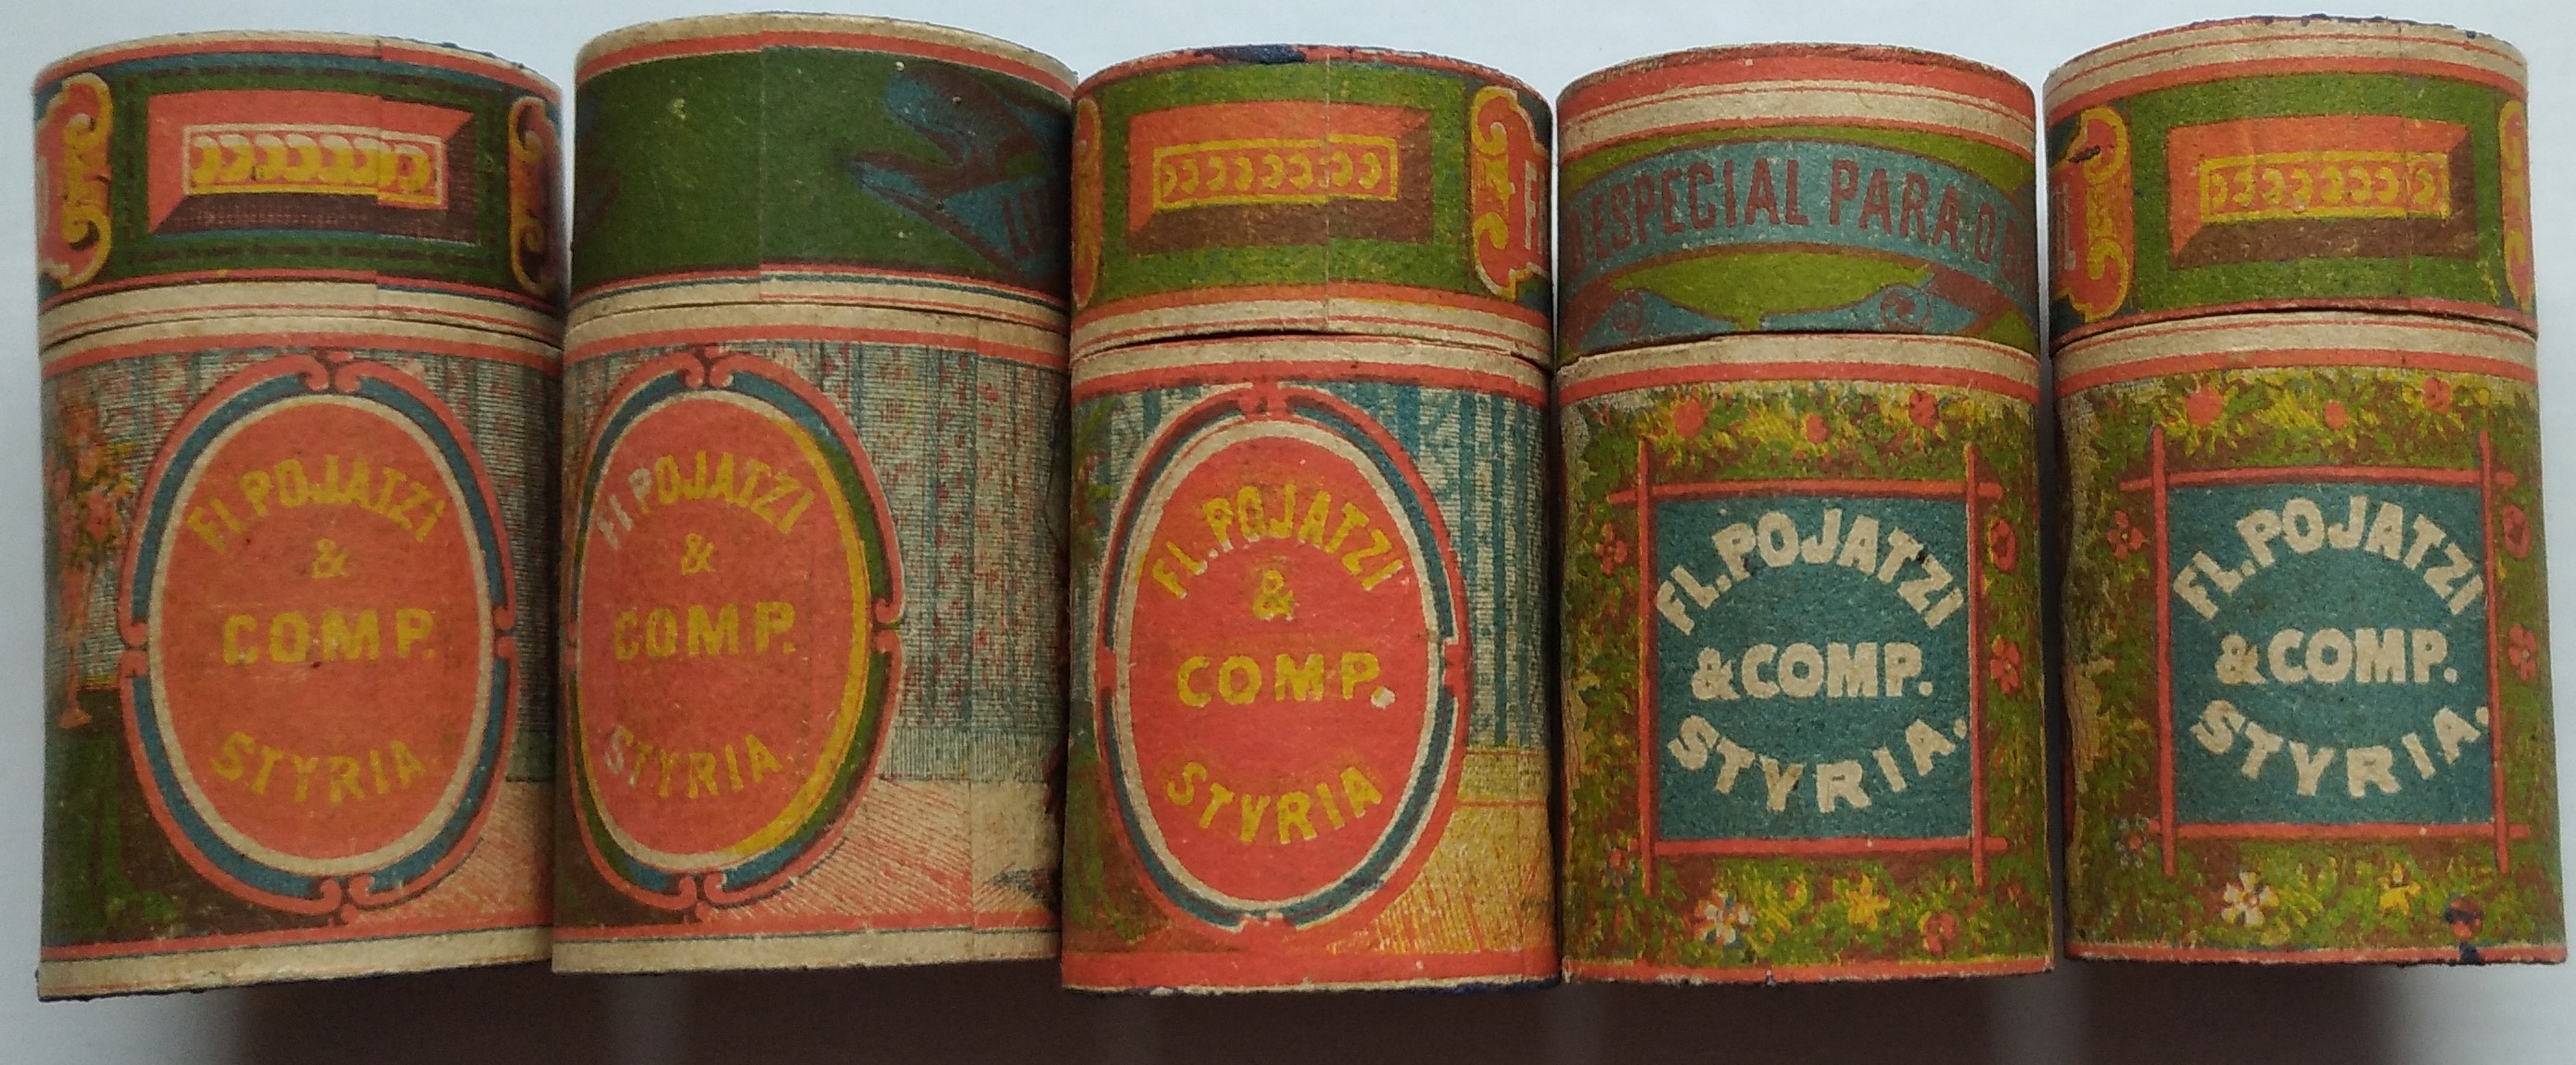 FL.POJATZI
&
COMP.
STYRIA
FL.POJATZI
&
COMP.
STYRIA
FL.POJATZI
&
COMP.
STYRIA
ESPECIAL PARA O
FL.POJATZI
&COMP.
STYRIA.
FL.POJATZI
&COMP.
STYRIA.